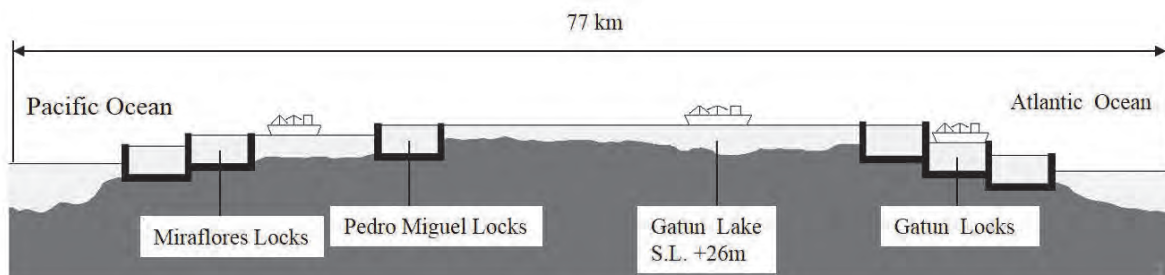 77 km
Pacific Ocean
Atlantic Ocean
Miraflores Locks
Pedro Miguel Locks
Gatun Lake
S.L. +26m
Gatun Locks